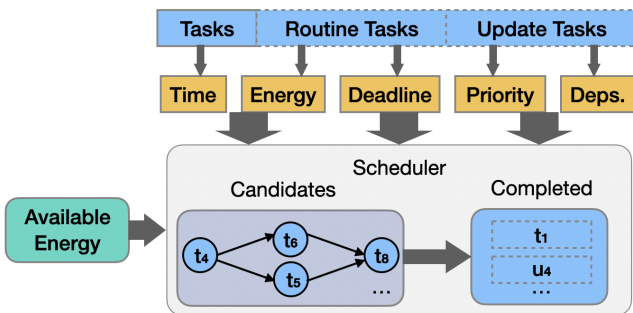 Tasks Routine Tasks Update Tasks
Time Energy Deadline Priority Deps.
Scheduler
Candidates Completed
Available
Energy
t4 t6 t5 t8 ...
t1
u4
...